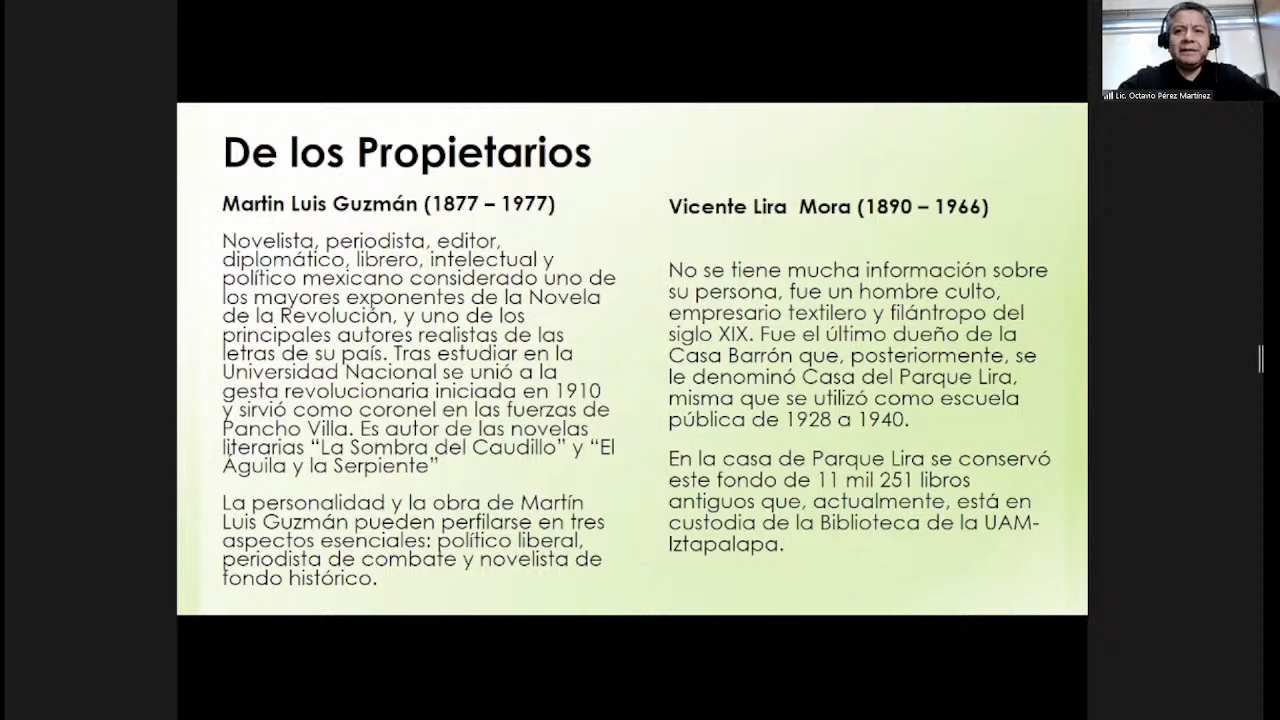 De los Propietarios
Martin Luis Guzmán (1877 – 1977)
Novelista, periodista, editor,
diplomático, librero, intelectual y
político mexicano considerado uno de
los mayores exponentes de la Novela
de la Revolución, y uno de los
principales autores realistas de las
letras de su país. Tras estudiar en la
Universidad Nacional se unió a la
gesta revolucionaria iniciada en 1910
y sirvió como coronel en las fuerzas de
Pancho Villa. Es autor de las novelas
literarias “La Sombra del Caudillo” y “El
Águila y la Serpiente”
La personalidad y la obra de Martín
Luis Guzmán pueden perfilarse en tres
aspectos esenciales: político liberal,
periodista de combate y novelista de
fondo histórico.
Vicente Lira Mora (1890 – 1966)
No se tiene mucha información sobre
su persona, fue un hombre culto,
empresario textilero y filántropo del
siglo XIX. Fue el último dueño de la
Casa Barrón que, posteriormente, se
le denominó Casa del Parque Lira,
misma que se utilizó como escuela
pública de 1928 a 1940.
En la casa de Parque Lira se conservó
este fondo de 11 mil 251 libros
antiguos que, actualmente, está en
custodia de la Biblioteca de la UAM-
Iztapalapa.
Lic. Octavio Pérez Martínez